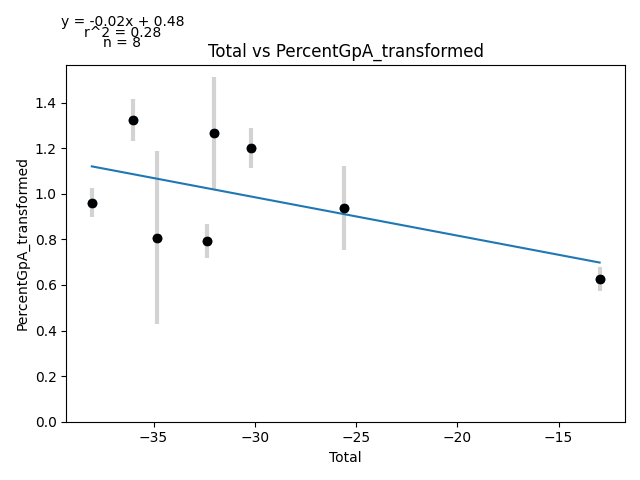 y = -0.02x + 0.48
r^2 = 0.28
n = 8
Total vs PercentGpA_transformed
PercentGpA_transformed
1.4
1.2
1.0
0.8
0.6
0.4
0.2
0.0
−35
−30
−25
−20
−15
Total